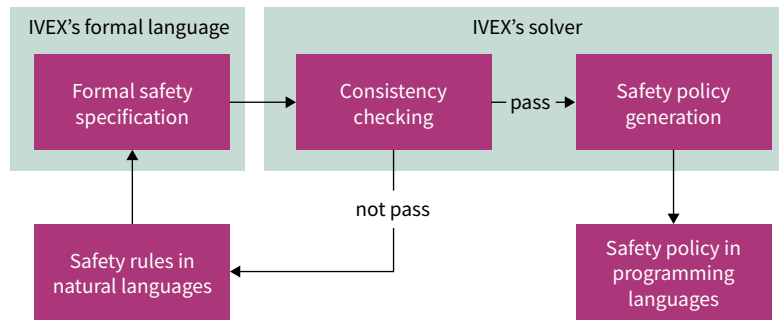 IVEX's formal language
IVEX's solver
Formal safety
specification
Consistency
checking
pass
Safety policy
generation
not pass
Safety rules in
natural languages
Safety policy in
programming
languages